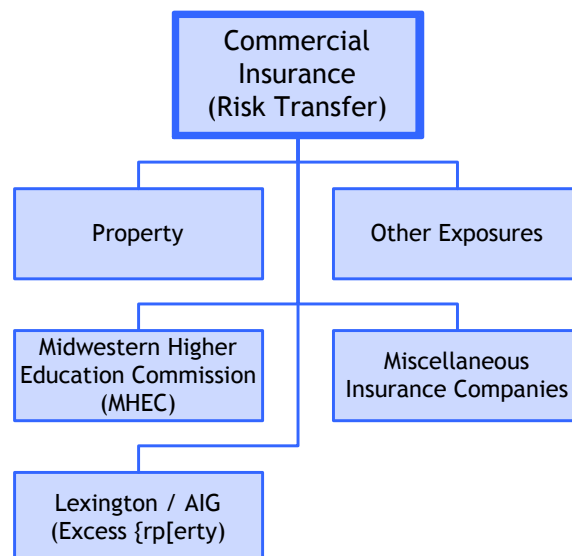 Commercial
Insurance
(Risk Transfer)
Property
Other Exposures
Midwestern Higher
Education Commission
(MHEC)
Miscellaneous
Insurance Companies
Lexington / AIG
(Excess {rp[erty)